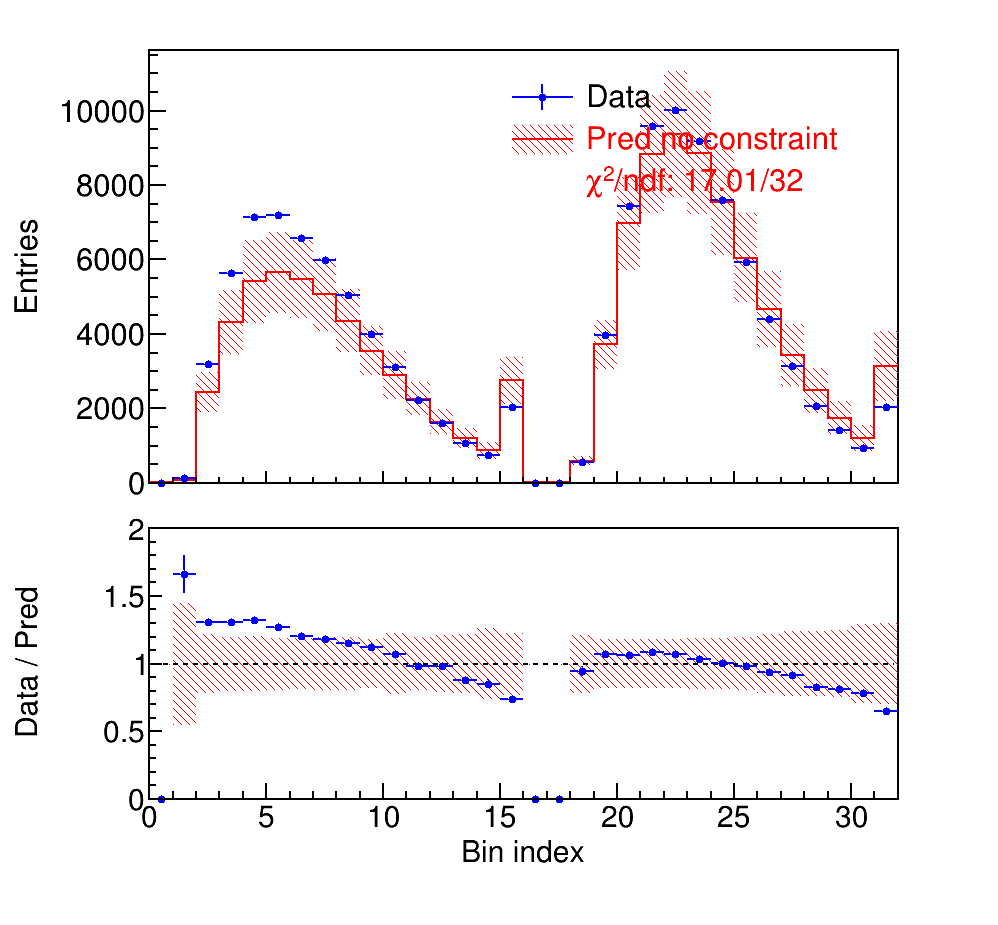 Data
Pred no constraint
χ²/ndf: 17.01/32
Entries
10000
8000
6000
4000
2000
0
Data / Pred
2
1.5
1
0.5
0
0 5 10 15 20 25 30
Bin index